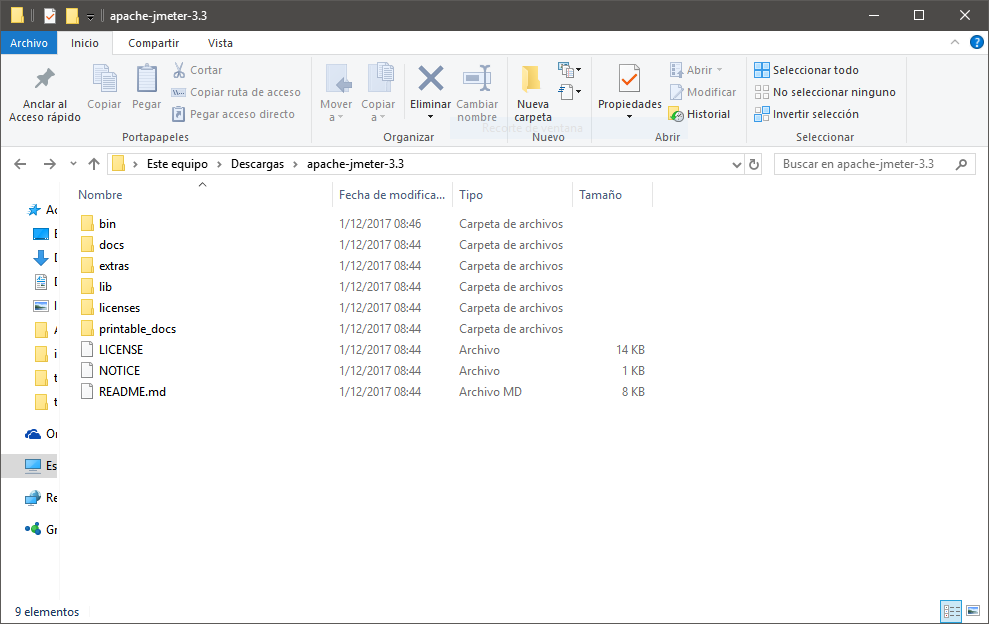 apache-jmeter-3.3
Archivo Inicio Compartir Vista
Anclar al
Acceso rápido
Copiar
Pegar
Cortar
Copiar ruta de acceso
Pegar acceso directo
Portapapeles
Mover
a
Copiar
a
Eliminar
Cambiar
nombre
Organizar
Nueva
carpeta
Recorte de ventana
Nuevo
Propiedades
Abrir
Modificar
Historial
Abrir
Seleccionar todo
No seleccionar ninguno
Invertir selección
Seleccionar
Este equipo > Descargas > apache-jmeter-3.3
Buscar en apache-jmeter-3.3
Nombre Fecha de modifica... Tipo Tamaño
bin 1/12/2017 08:46 Carpeta de archivos
docs 1/12/2017 08:44 Carpeta de archivos
extras 1/12/2017 08:44 Carpeta de archivos
lib 1/12/2017 08:44 Carpeta de archivos
licenses 1/12/2017 08:44 Carpeta de archivos
printable_docs 1/12/2017 08:44 Carpeta de archivos
LICENSE 1/12/2017 08:44 Archivo 14 KB
NOTICE 1/12/2017 08:44 Archivo 1 KB
README.md 1/12/2017 08:44 Archivo MD 8 KB
Es
Re
9 elementos